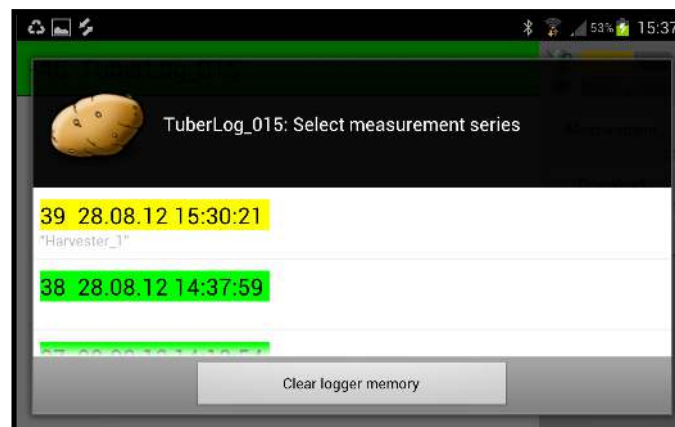 53% 15:37
TuberLog_015: Select measurement series
39 28.08.12 15:30:21
"Harvester_1"
38 28.08.12 14:37:59
Clear logger memory